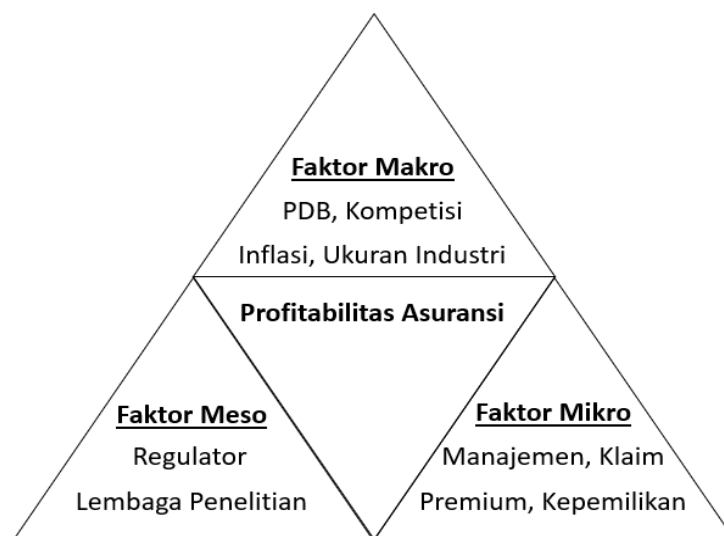 Faktor Makro
PDB, Kompetisi
Inflasi, Ukuran Industri
Profitabilitas Asuransi
Faktor Meso
Regulator
Lembaga Penelitian
Faktor Mikro
Manajemen, Klaim
Premium, Kepemilikan